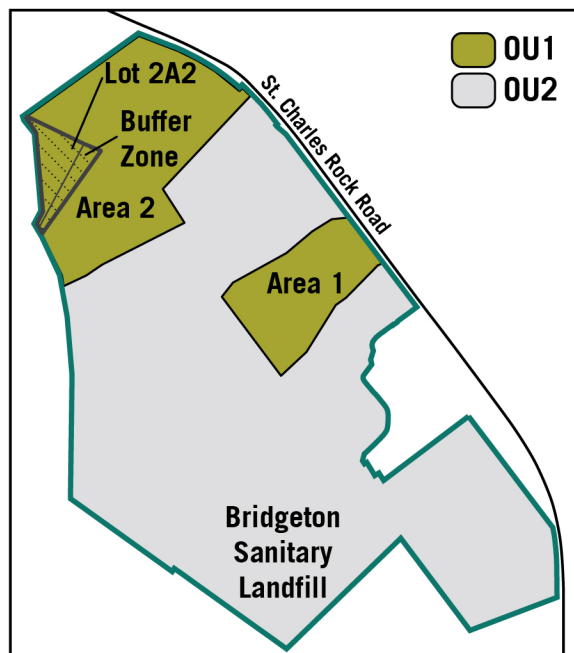 OU1
OU2
Lot 2A2
Buffer
Zone
Area 2
St. Charles Rock Road
Area 1
Bridgeton
Sanitary
Landfill